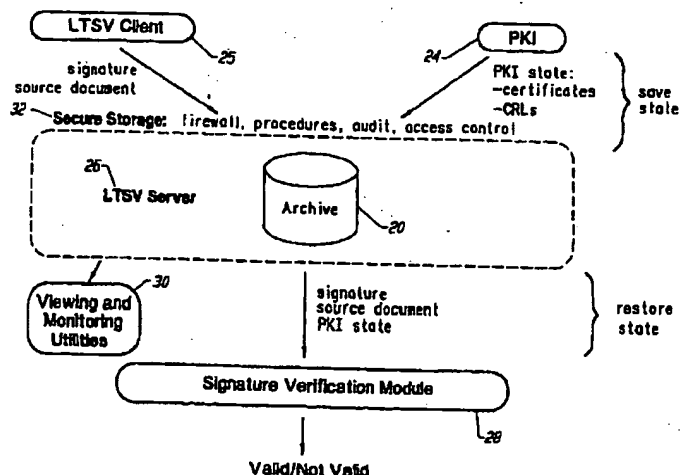 LTSV Client
25
PKI
24
signature
source document
PKI state:
-certificates
-CRLs
save
state
32 Secure Storage: firewall, procedures, audit, access control
26
LTSV Server
Archive
20
30
Viewing and
Monitoring
Utilities
signature
source document
PKI state
restore
state
Signature Verification Module
28
Valid/Not Valid